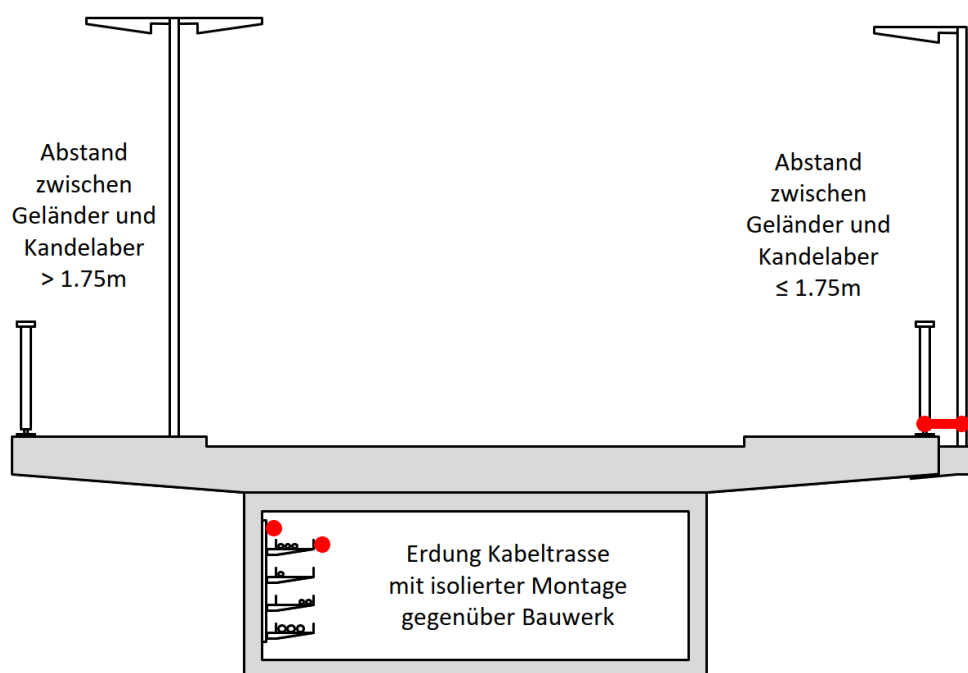 Abstand
zwischen
Geländer und
Kandelaber
> 1.75m
Abstand
zwischen
Geländer und
Kandelaber
≤ 1.75m
Erdung Kabeltrasse
mit isolierter Montage
gegenüber Bauwerk